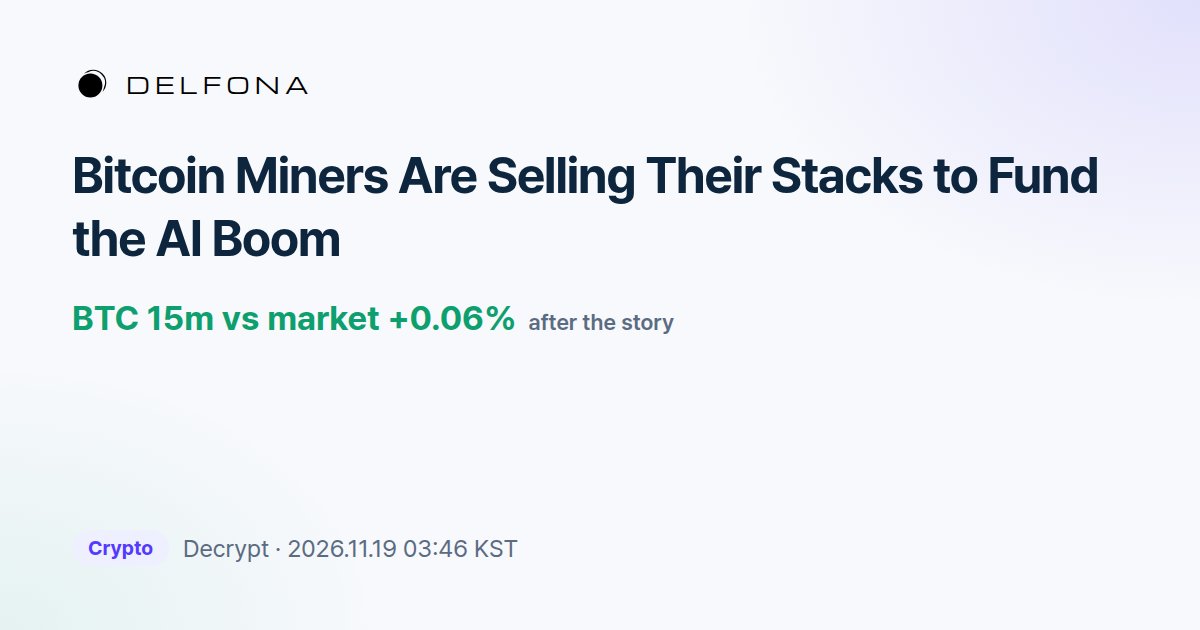 DELFONA
Bitcoin Miners Are Selling Their Stacks to Fund
the AI Boom
BTC 15m vs market +0.06% after the story
Crypto Decrypt · 2026.11.19 03:46 KST